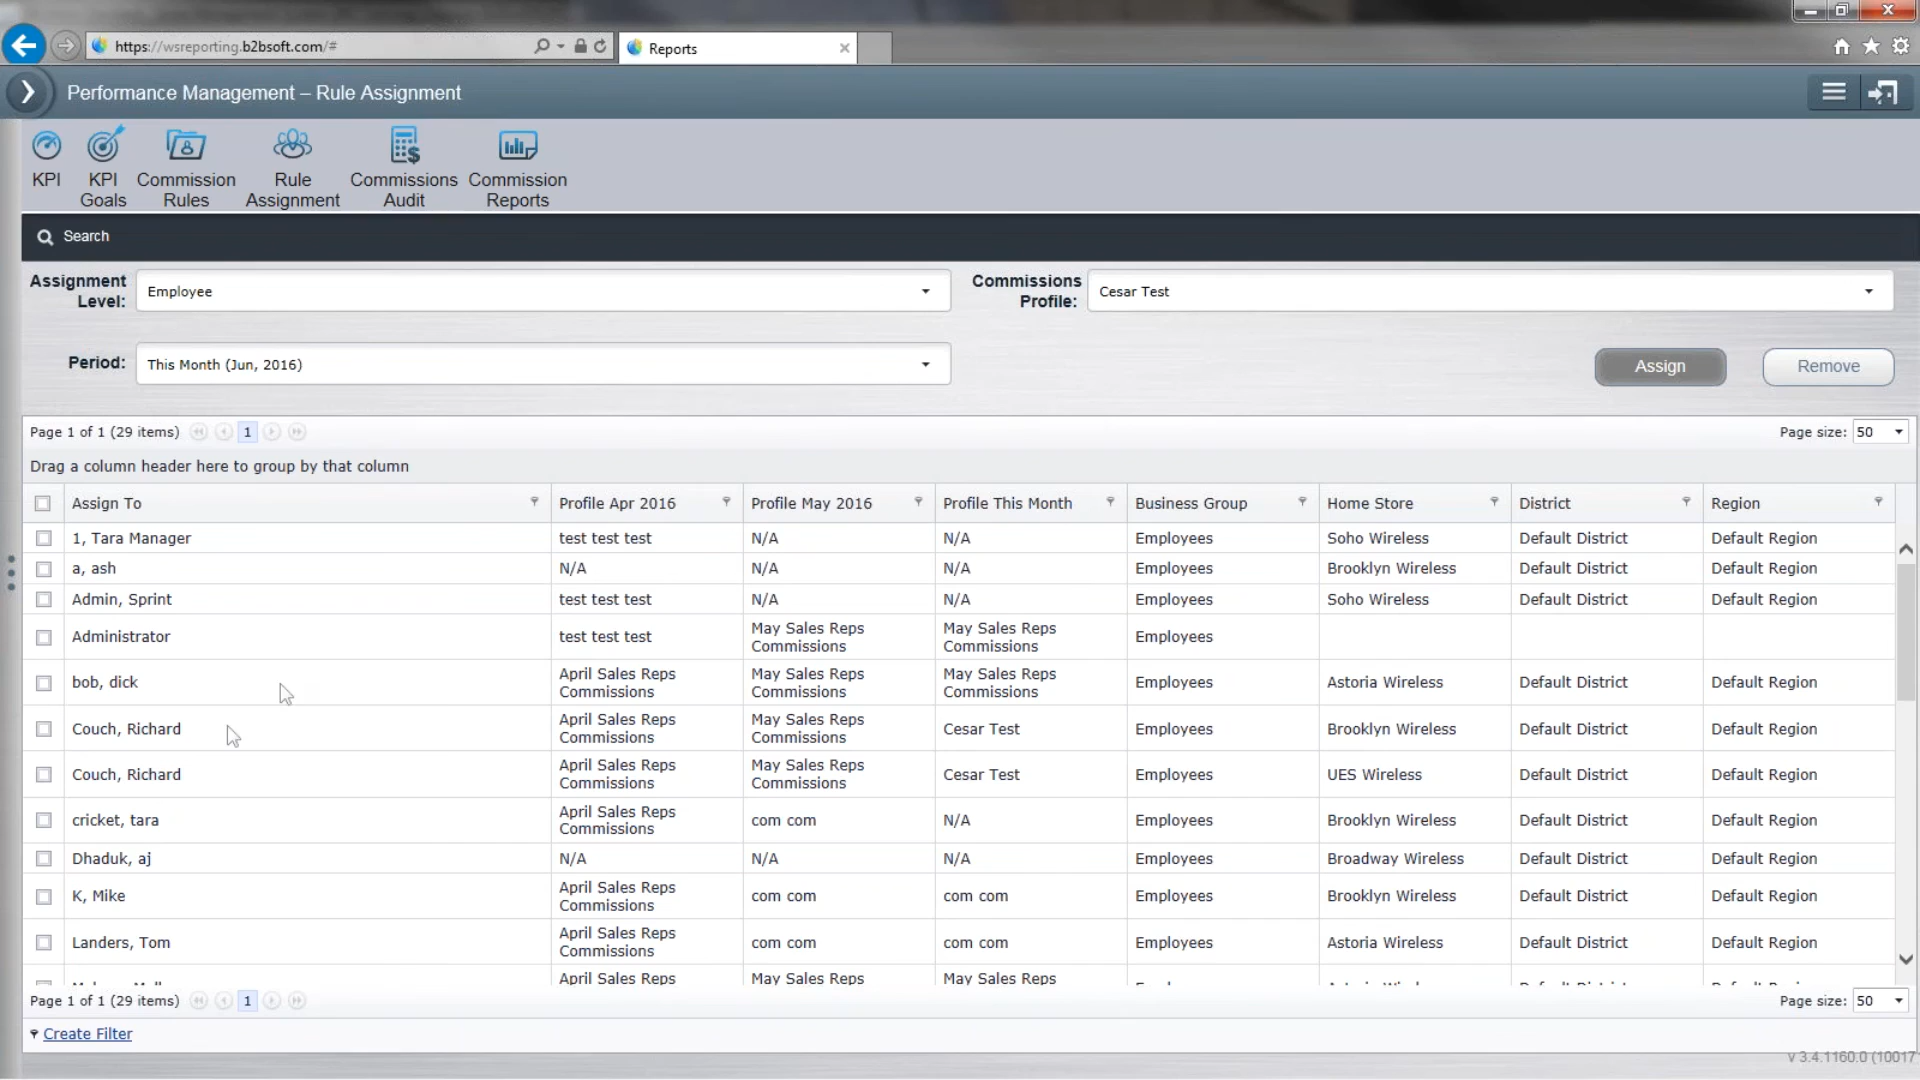 https://wsreporting.b2bsoft.com/#
Reports
Performance Management – Rule Assignment
KPI
KPI Goals
Commission Rules
Rule Assignment
Commissions Audit
Commission Reports
Search
Assignment Level:
Employee
Commissions Profile:
Cesar Test
Period:
This Month (Jun, 2016)
Assign
Remove
Page 1 of 1 (29 items) 1
Page size: 50
Drag a column header here to group by that column
Assign To Profile Apr 2016 Profile May 2016 Profile This Month Business Group Home Store District Region
1, Tara Manager test test test N/A N/A Employees Soho Wireless Default District Default Region
a, ash N/A N/A N/A Employees Brooklyn Wireless Default District Default Region
Admin, Sprint test test test N/A N/A Employees Soho Wireless Default District Default Region
Administrator test test test May Sales Reps Commissions May Sales Reps Commissions Employees
bob, dick April Sales Reps Commissions May Sales Reps Commissions May Sales Reps Commissions Employees Astoria Wireless Default District Default Region
Couch, Richard April Sales Reps Commissions May Sales Reps Commissions Cesar Test Employees Brooklyn Wireless Default District Default Region
Couch, Richard April Sales Reps Commissions May Sales Reps Commissions Cesar Test Employees UES Wireless Default District Default Region
cricket, tara April Sales Reps Commissions com com N/A Employees Brooklyn Wireless Default District Default Region
Dhaduk, aj N/A N/A N/A Employees Broadway Wireless Default District Default Region
K, Mike April Sales Reps Commissions com com com com Employees Brooklyn Wireless Default District Default Region
Landers, Tom April Sales Reps Commissions com com com com Employees Astoria Wireless Default District Default Region
April Sales Reps May Sales Reps May Sales Reps
Page 1 of 1 (29 items) 1
Page size: 50
Create Filter
v 3.4.1160.0 (10017